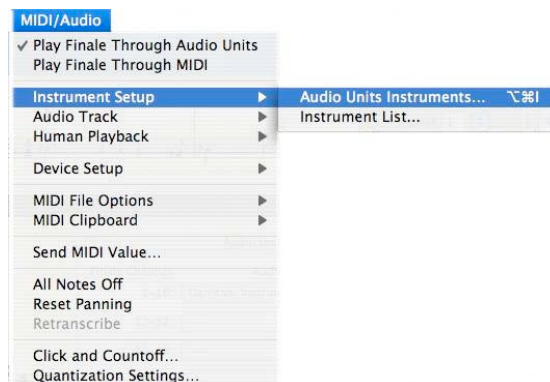 MIDI/Audio
✓ Play Finale Through Audio Units
Play Finale Through MIDI
Instrument Setup ▶
Audio Units Instruments... ⌥⌘I
Audio Track ▶
Instrument List...
Human Playback ▶
Device Setup ▶
MIDI File Options ▶
MIDI Clipboard ▶
Send MIDI Value...
All Notes Off
Reset Panning
Retranscribe
Click and Countoff...
Quantization Settings...